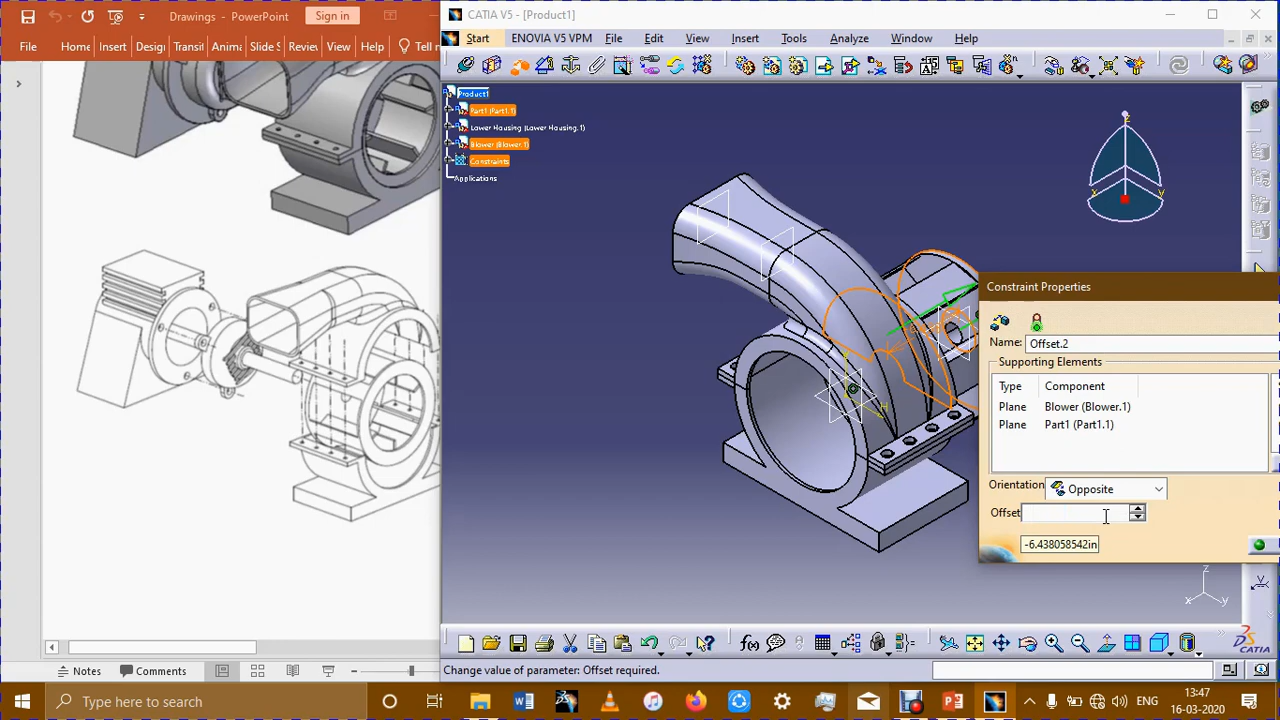 Drawings - PowerPoint
Sign in
File Home Insert Desig Transit Anima Slide S Review View Help Tell m
Notes
Comments
CATIA V5 - [Product1]
Start ENOVIA V5 VPM File Edit View Insert Tools Analyze Window Help
Product1
Part1 (Part1.1)
Lower Housing (Lower Housing.1)
Blower (Blower.1)
Constraints
Applications
z
x y
Constraint Properties
Name: Offset.2
Supporting Elements
Type Component
Plane Blower (Blower.1)
Plane Part1 (Part1.1)
Orientation Opposite
Offset
-6.438058542in
z
x y
Change value of parameter: Offset required.
Type here to search
ENG
13:47
16-03-2020